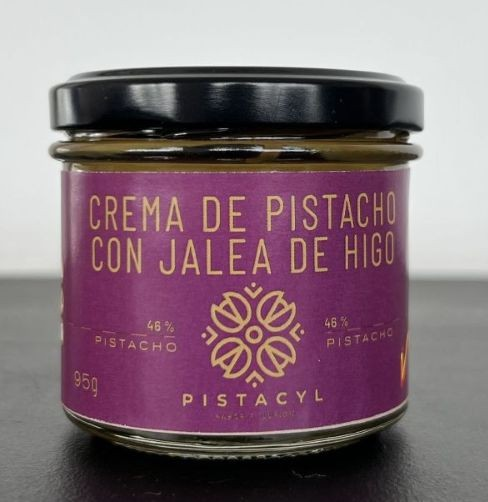 CREMA DE PISTACHO
CON JALEA DE HIGO
46%
PISTACHO
46%
PISTACHO
95g
PISTACYL